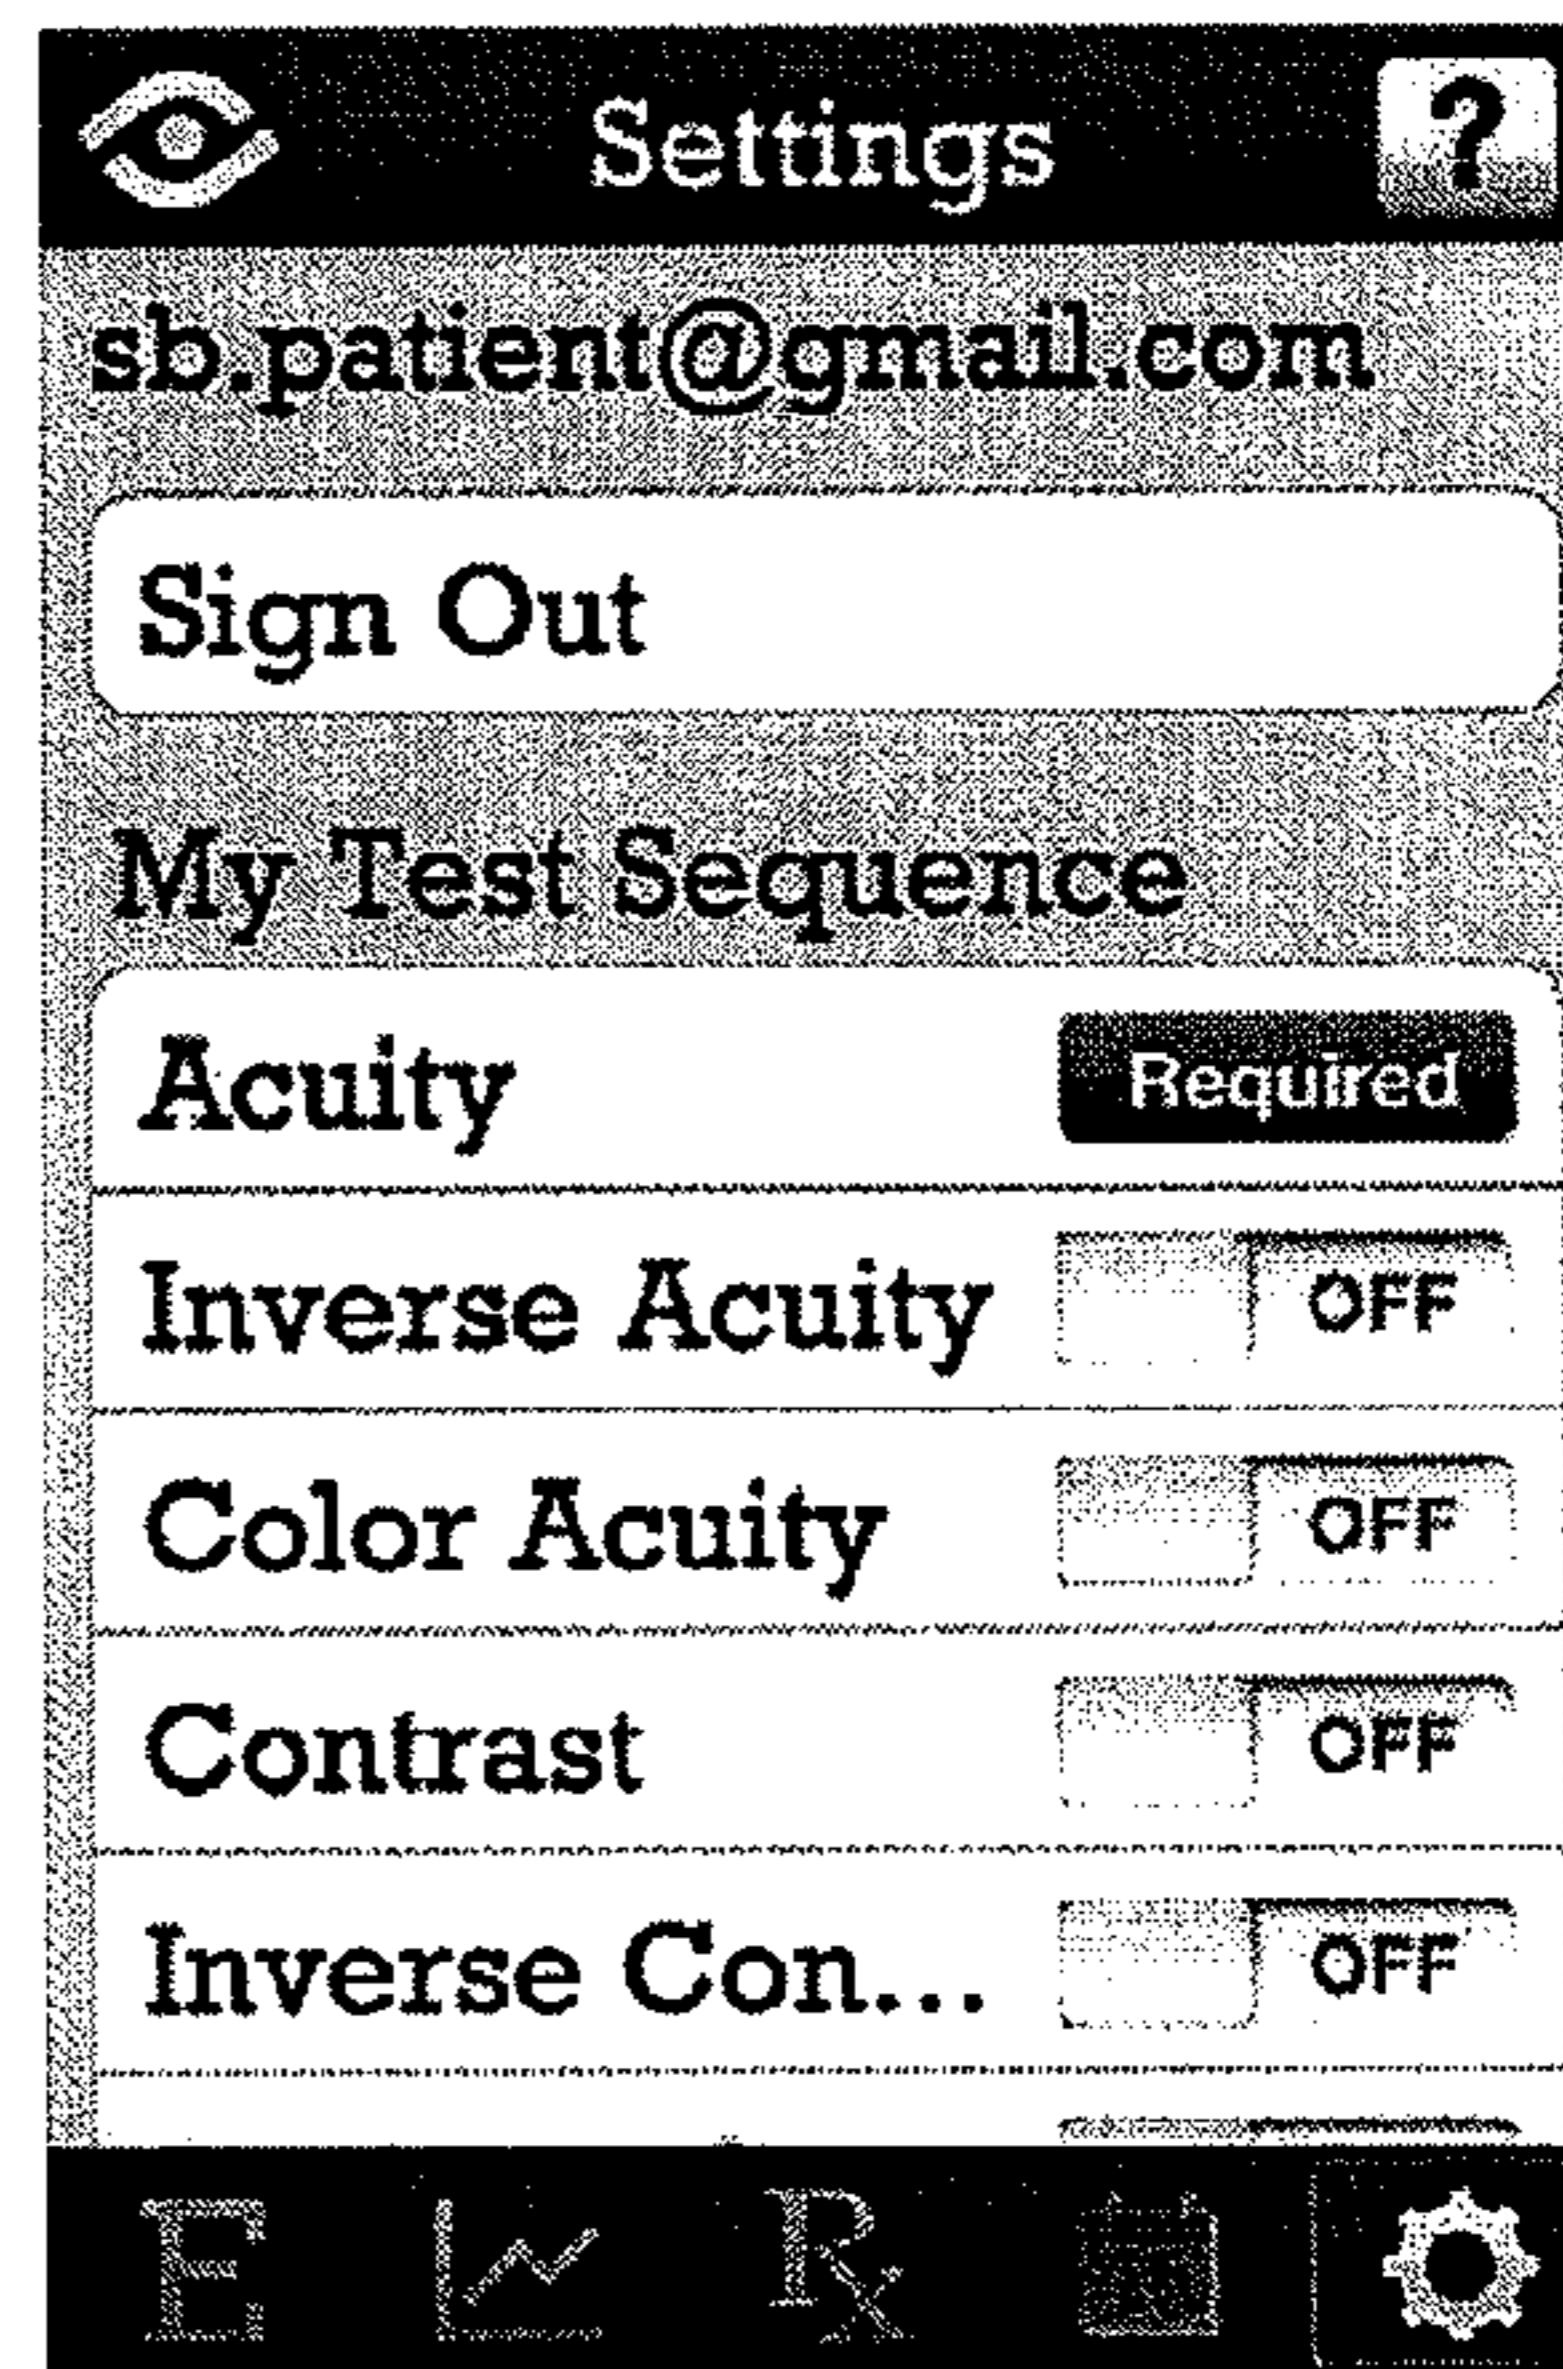 Settings ?
sb.patient@gmail.com
Sign Out
My Test Sequence
Acuity Required
Inverse Acuity OFF
Color Acuity OFF
Contrast OFF
Inverse Con...  OFF
E Rx